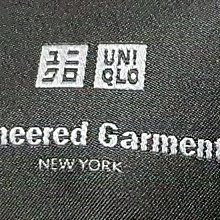 ユニ UNI
クロ QLO
neered Garment
NEW YORK